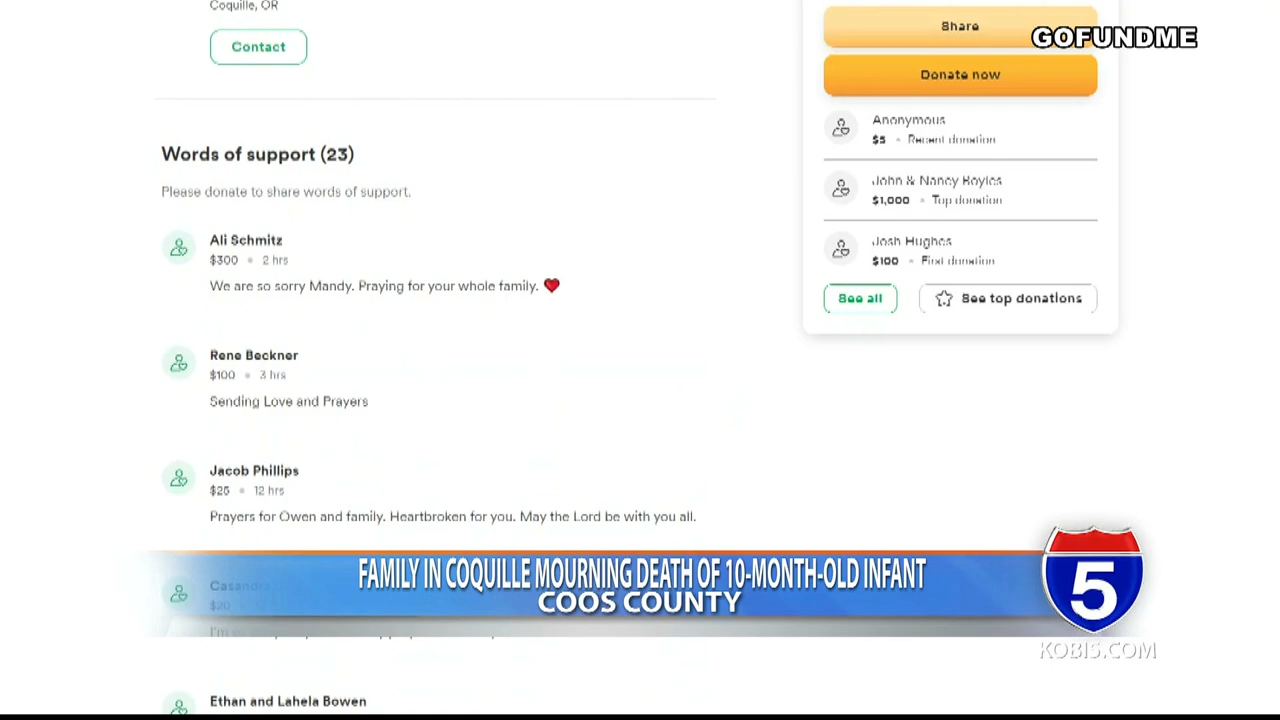 Coquille, OR
Contact
Words of support (23)
Please donate to share words of support.
Ali Schmitz
$300 • 2 hrs
We are so sorry Mandy. Praying for your whole family. ❤
Rene Beckner
$100 • 3 hrs
Sending Love and Prayers
Jacob Phillips
$25 • 12 hrs
Prayers for Owen and family. Heartbroken for you. May the Lord be with you all.
$20
I'm
Ethan and Lahela Bowen
Share
GOFUNDME
Donate now
Anonymous
$5 • Recent donation
John & Nancy Boyles
$1,000 • Top donation
Josh Hughes
$100 • First donation
See all
See top donations
FAMILY IN COQUILLE MOURNING DEATH OF 10-MONTH-OLD INFANT
COOS COUNTY
5
KOBI5.COM